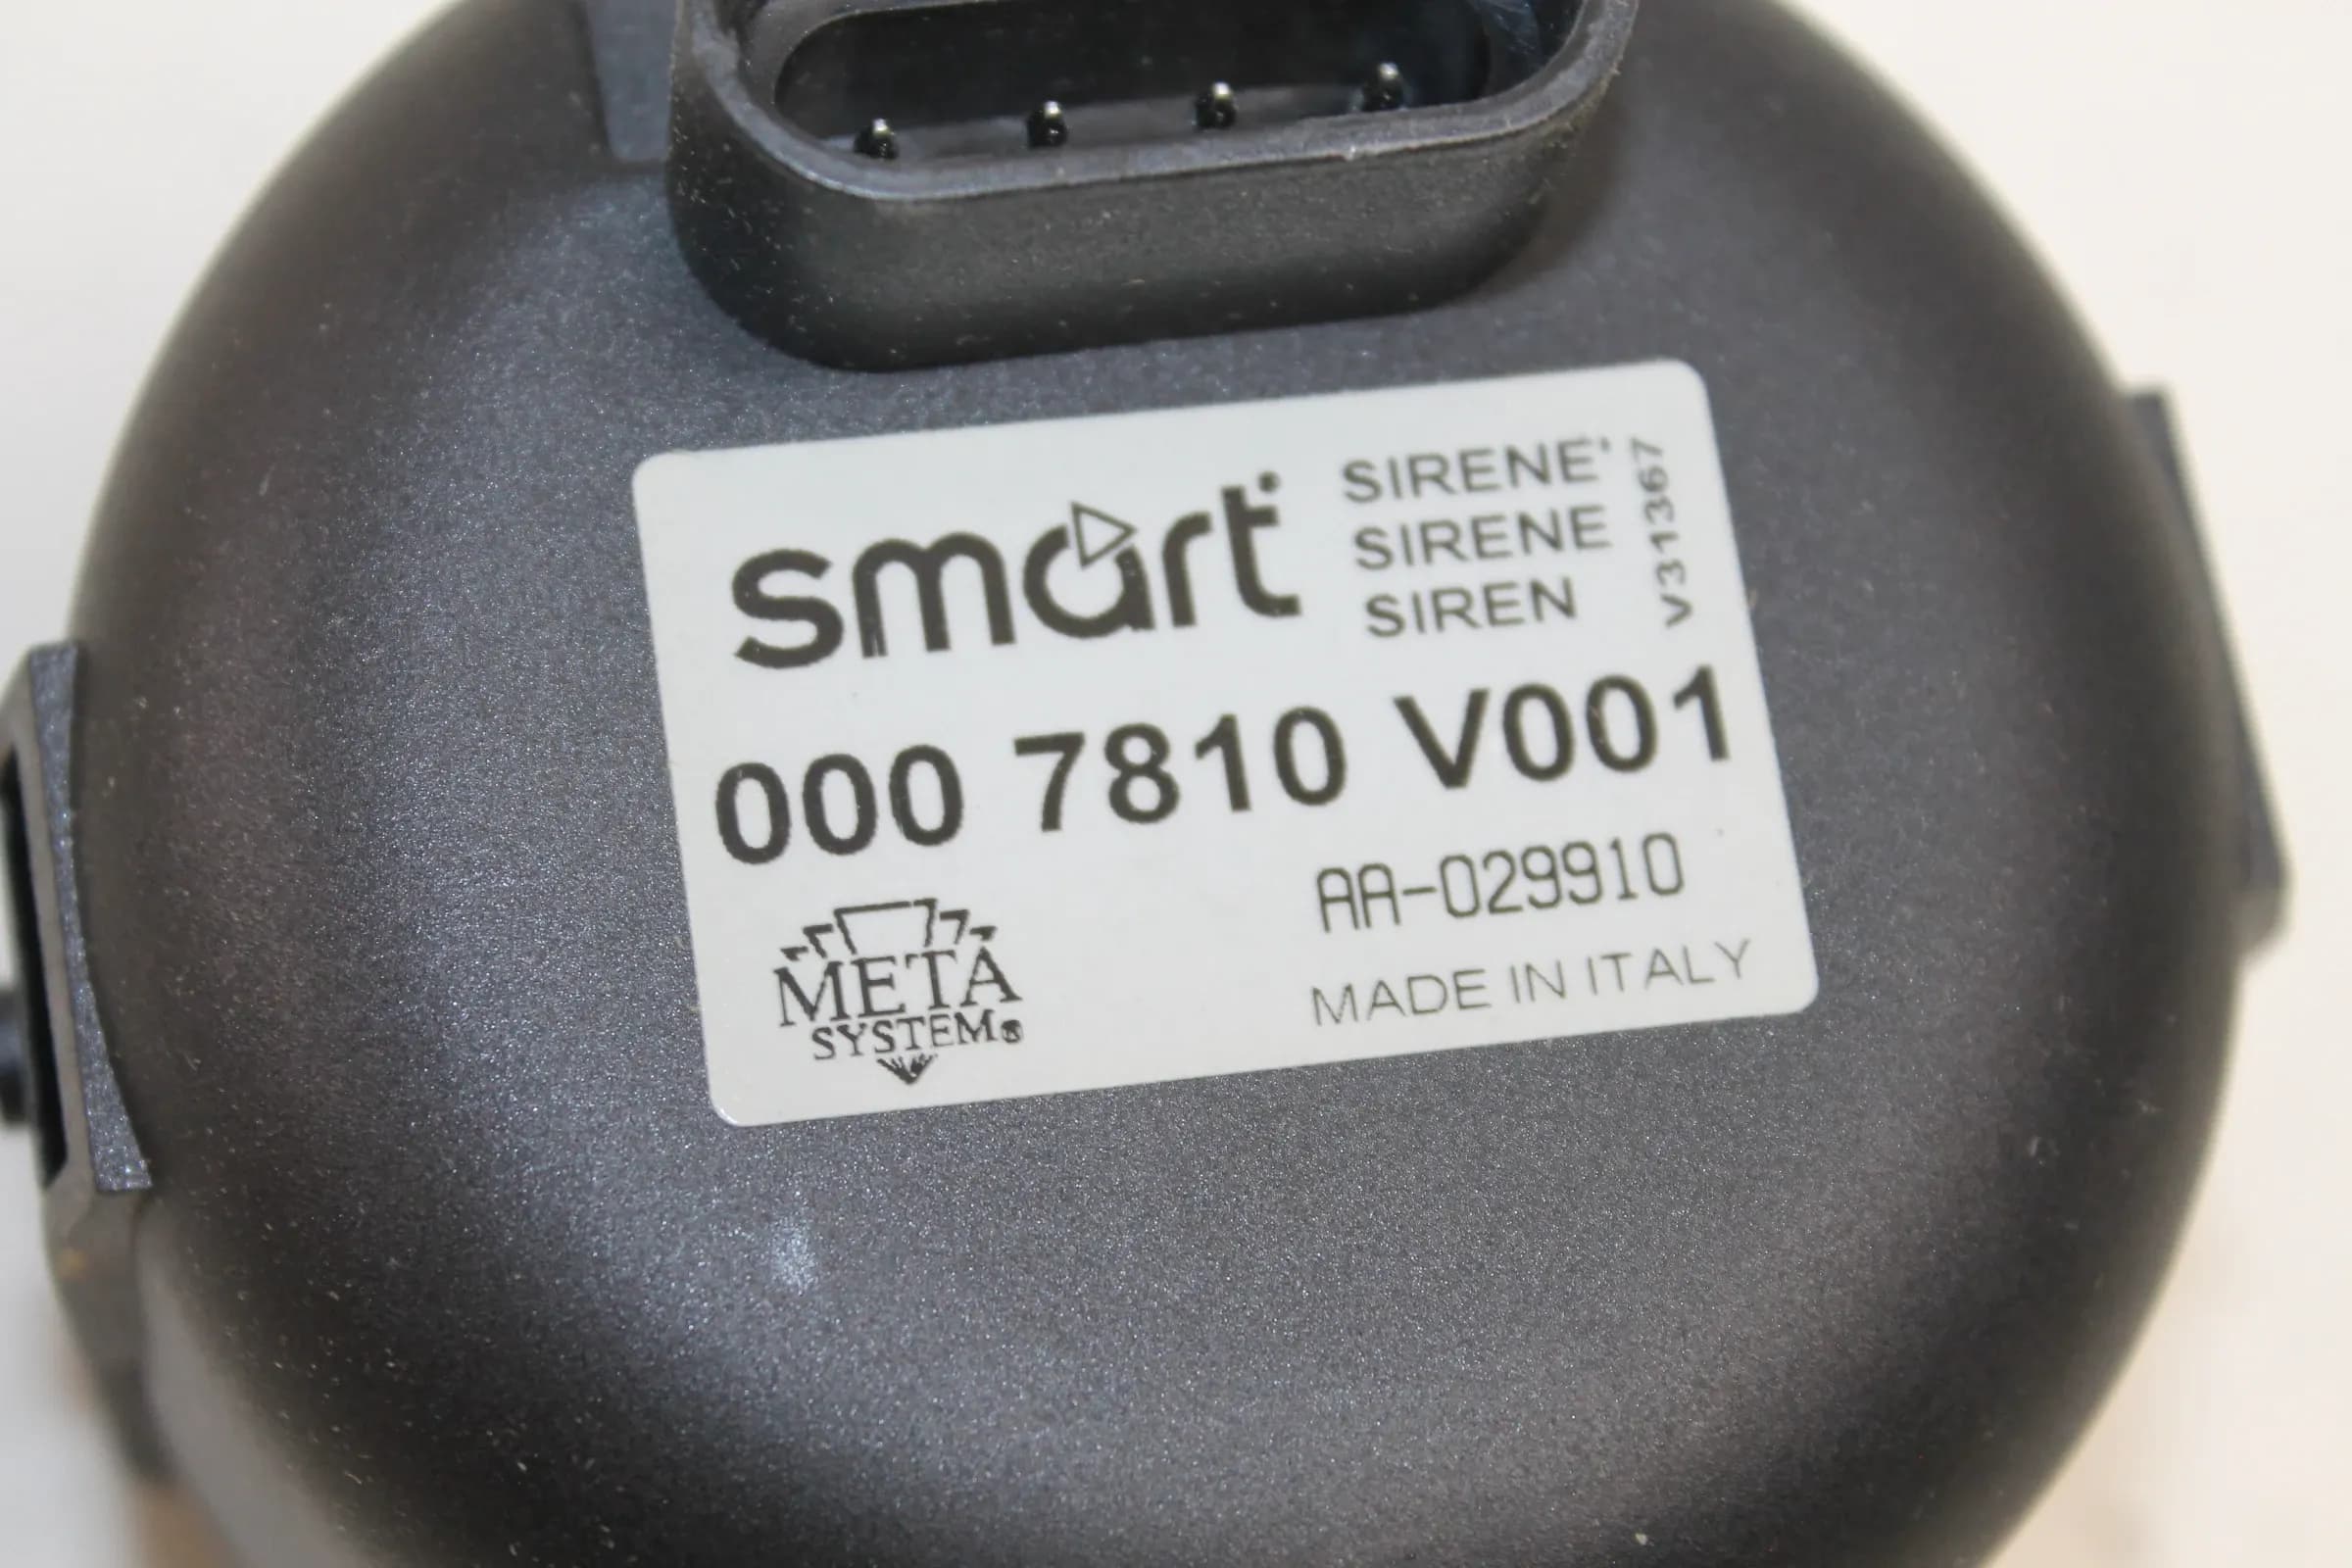 smart
SIRENE'
SIRENE
SIREN
V31367
000 7810 V001
AA-029910
META
SYSTEM®
MADE IN ITALY